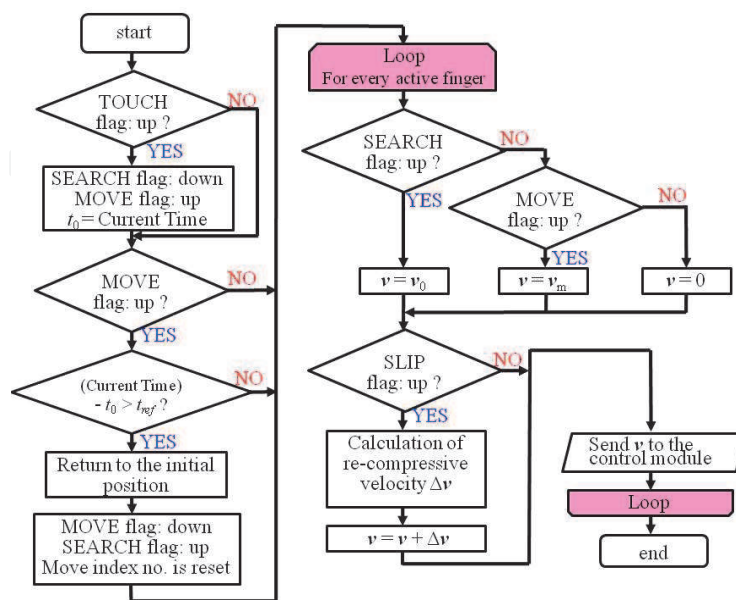 start
TOUCH
flag: up ?
NO
YES
SEARCH flag: down
MOVE flag: up
t0 = Current Time
MOVE
flag: up ?
NO
YES
(Current Time)
- t0 > tref ?
NO
YES
Return to the initial
position
MOVE flag: down
SEARCH flag: up
Move index no. is reset
Loop
For every active finger
SEARCH
flag: up ?
NO
YES
MOVE
flag: up ?
NO
YES
v = v0
v = vm
v = 0
SLIP
flag: up ?
NO
YES
Calculation of
re-compressive
velocity Δv
v = v + Δv
Send v to the
control module
Loop
end